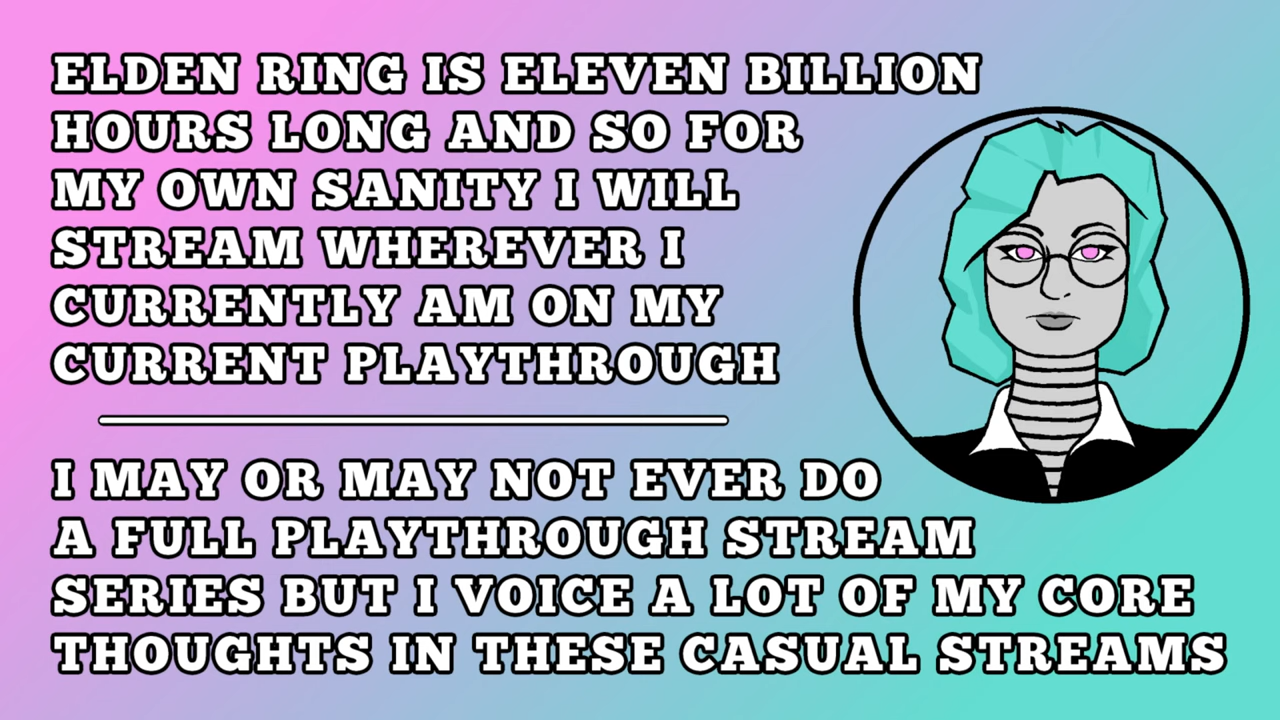 ELDEN RING IS ELEVEN BILLION
HOURS LONG AND SO FOR
MY OWN SANITY I WILL
STREAM WHEREVER I
CURRENTLY AM ON MY
CURRENT PLAYTHROUGH
I MAY OR MAY NOT EVER DO
A FULL PLAYTHROUGH STREAM
SERIES BUT I VOICE A LOT OF MY CORE
THOUGHTS IN THESE CASUAL STREAMS